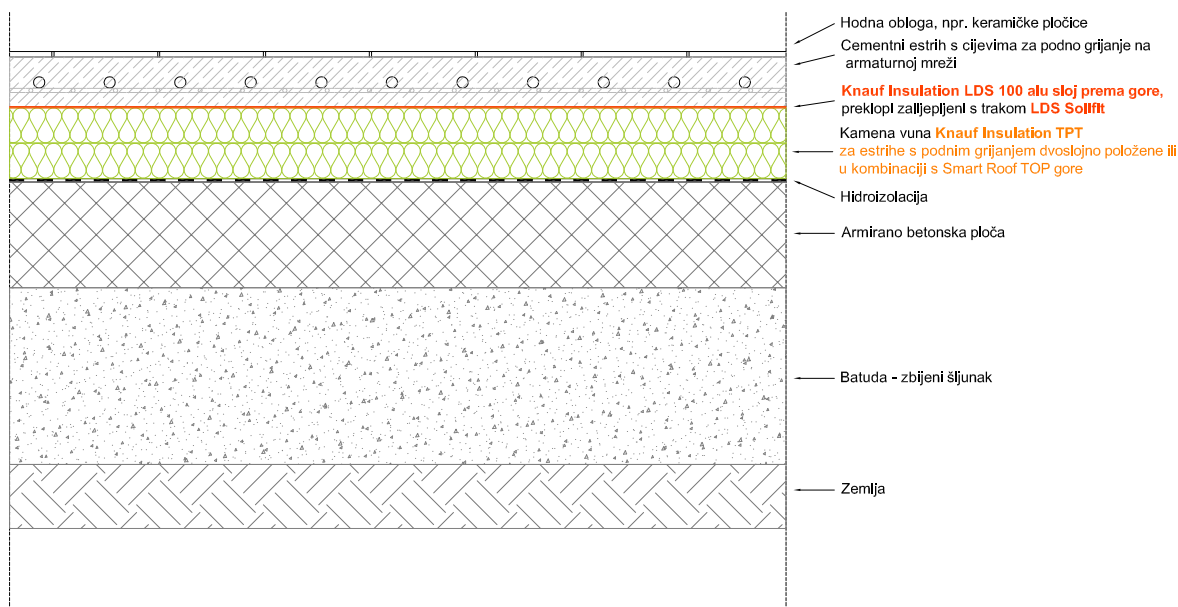 Hodna obloga, npr. keramičke pločice
Cementni estrih s cijevima za podno grijanje na
armaturnoj mreži
Knauf Insulation LDS 100 alu sloj prema gore,
preklopi zalijepljeni s trakom LDS Solifit
Kamena vuna Knauf Insulation TPT
za estrihe s podnim grijanjem dvoslojno položene ili
u kombinaciji s Smart Roof TOP gore
Hidroizolacija
Armirano betonska ploča
Batuda - zbijeni šljunak
Zemlja